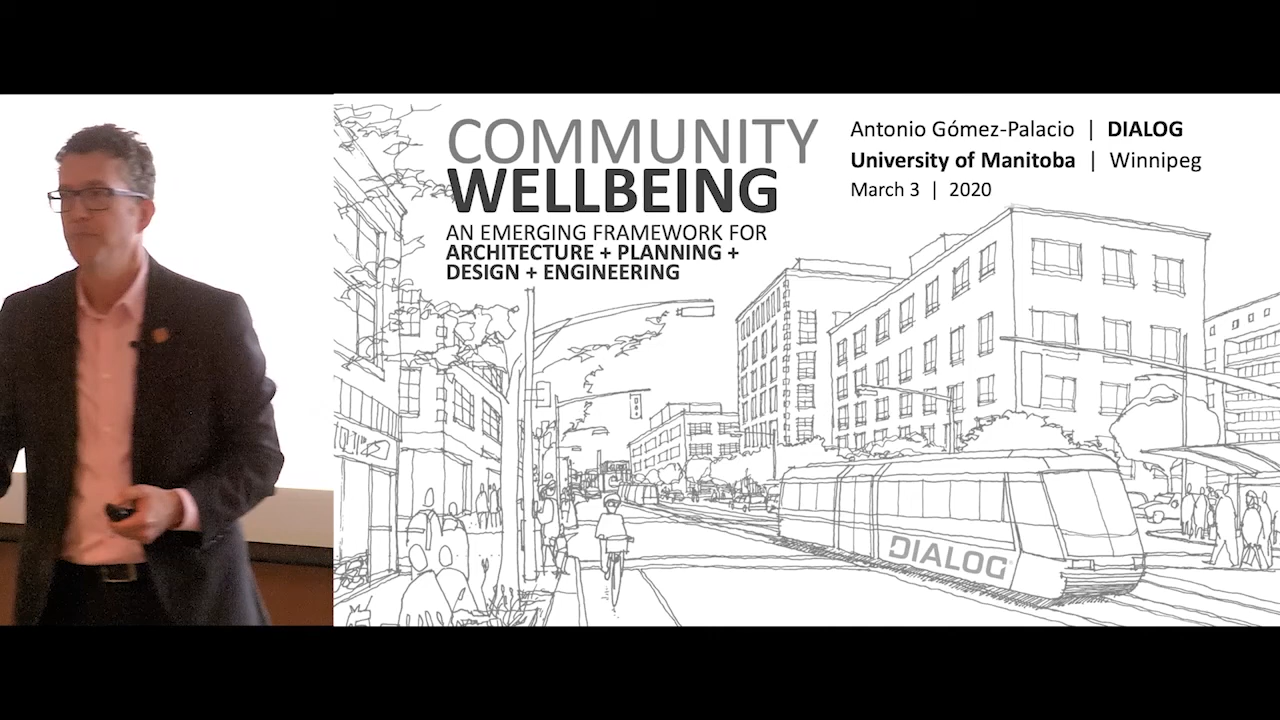 COMMUNITY
WELLBEING
AN EMERGING FRAMEWORK FOR
ARCHITECTURE + PLANNING +
DESIGN + ENGINEERING
Antonio Gómez-Palacio | DIALOG
University of Manitoba | Winnipeg
March 3 | 2020
DIALOG